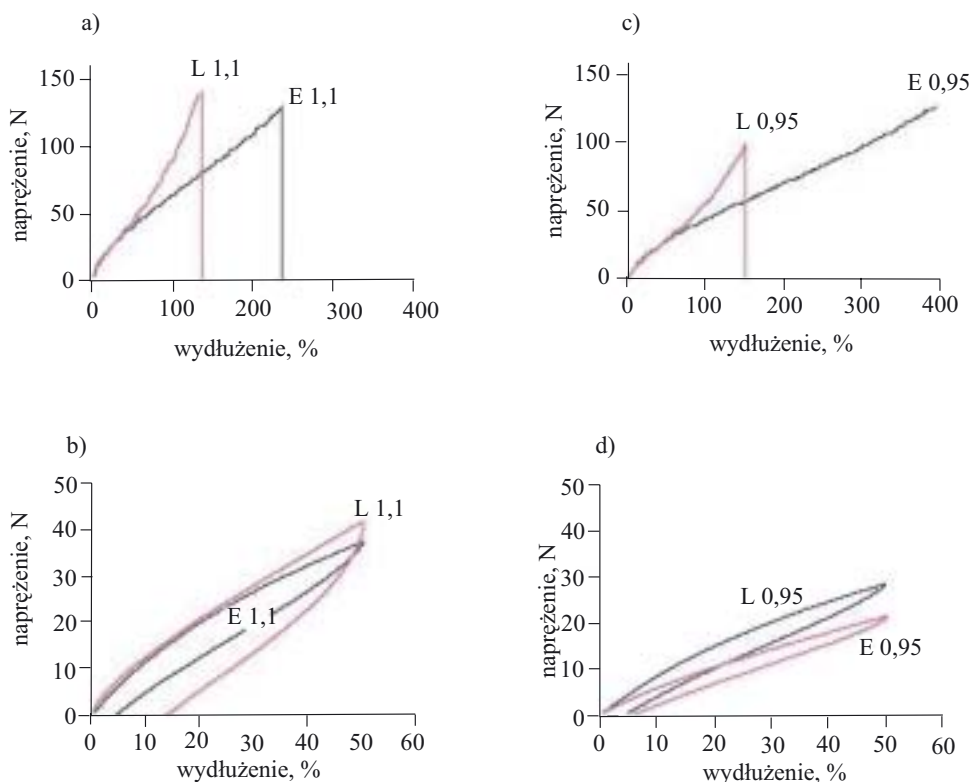 a)
naprężenie, N
150
100
50
0
L 1,1
E 1,1
0 100 200 300 400
wydłużenie, %
c)
naprężenie, N
150
100
50
0
L 0,95
E 0,95
0 100 200 300 400
wydłużenie, %
b)
naprężenie, N
50
40
30
20
10
0
L 1,1
E 1,1
0 10 20 30 40 50 60
wydłużenie, %
d)
naprężenie, N
50
40
30
20
10
0
L 0,95
E 0,95
0 10 20 30 40 50 60
wydłużenie, %